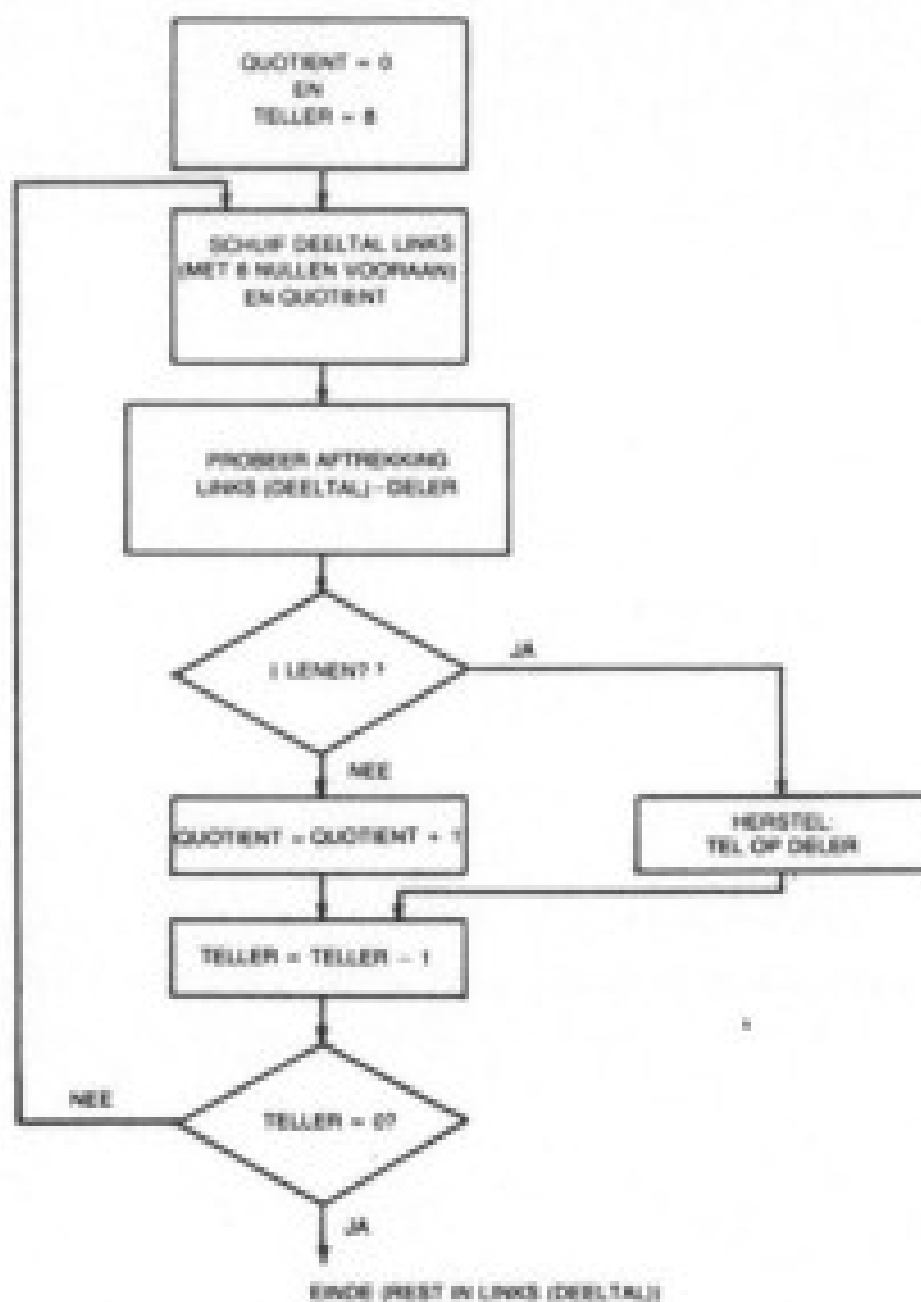 QUOTIENT = 0
EN
TELLER = 8
SCHUIF DEELTAL LINKS
(MET 8 NULLEN VOORAAN)
EN QUOTIENT
PROBEER AFTREKKING
LINKS (DEELTAL) - DELER
LENEN?
JA
NEE
QUOTIENT = QUOTIENT + 1
HERSTEL:
TEL OP DELER
TELLER = TELLER - 1
NEE
TELLER = 0?
JA
EINDE (REST IN LINKS (DEELTAL))